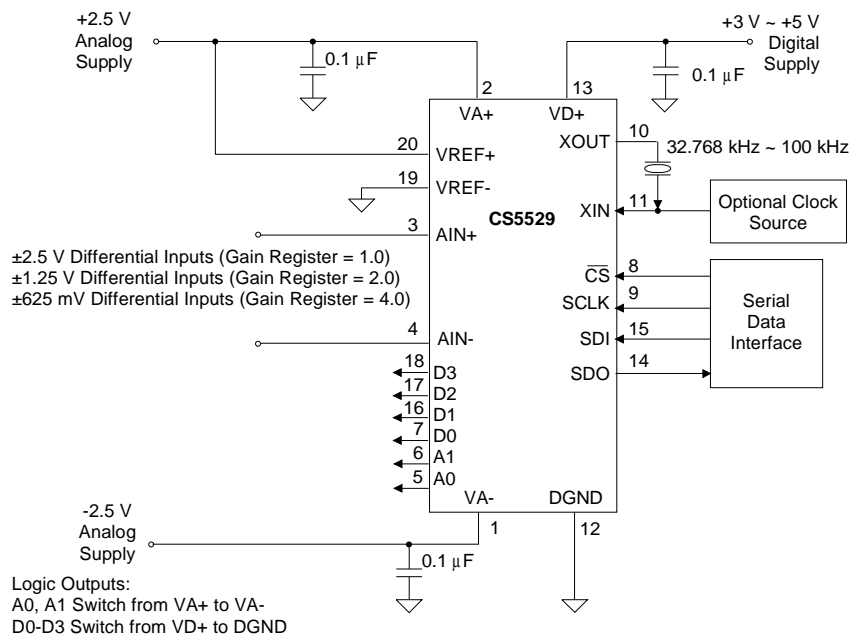 +2.5 V
Analog
Supply
0.1 μF
2
VA+
+3 V ~ +5 V
Digital
Supply
0.1 μF
13
VD+
20
VREF+
19
VREF-
3
AIN+
±2.5 V Differential Inputs (Gain Register = 1.0)
±1.25 V Differential Inputs (Gain Register = 2.0)
±625 mV Differential Inputs (Gain Register = 4.0)
4
AIN-
18
D3
17
D2
16
D1
7
D0
6
A1
5
A0
CS5529
XOUT
10
32.768 kHz ~ 100 kHz
XIN
11
Optional Clock
Source
CS
8
SCLK
9
SDI
15
SDO
14
Serial
Data
Interface
VA-
1
DGND
12
-2.5 V
Analog
Supply
0.1 μF
Logic Outputs:
A0, A1 Switch from VA+ to VA-
D0-D3 Switch from VD+ to DGND